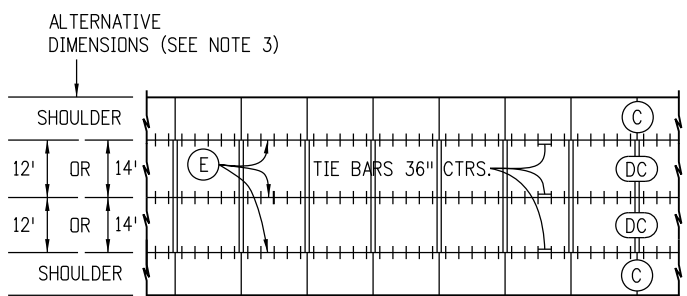 ALTERNATIVE
DIMENSIONS (SEE NOTE 3)
SHOULDER
C
12' OR 14'
E
TIE BARS 36" CTRS.
DC
12' OR 14'
DC
SHOULDER
C